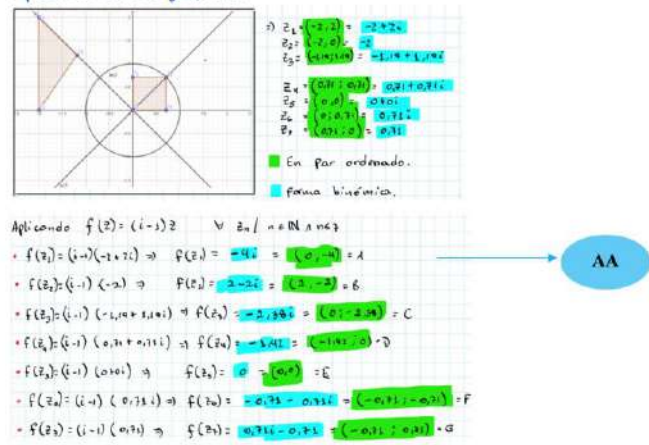 =) Z₁ = (-2, 2) = -2+2i
Z₂ = (-2, 0) = -2
Z₃ = (-1,19; 1,19) = -1,19 + 1,19i
Z₄ = (0,71 ; 0,71) = 0,71+0,71i
Z₅ = (0,0) = 0+0i
Z₆ = (0; 0,71) = 0,71i
Z₇ = (0,71 ; 0) = 0,71
En par ordenado.
forma binómica.
Aplicando f(z) = (i-1)z ∀ zₙ / n ∈ ℕ ∧ n≤7
• f(z₁)=(i-1)(-2+2i) ⇒ f(z₁) = -4i = (0,-4) = A
AA
• f(z₂)=(i-1) (-2) ⇒ f(z₂) = 2-2i = (2,-2) = B
• f(z₃)=(i-1) (-1,19+1,19i) ⇒ f(z₃) = -2,38i = (0; -2,38) = C
• f(z₄)=(i-1) (0,71+0,71i) ⇒ f(z₄) = -1,42 = (-1,42 ; 0) = D
• f(z₅)=(i-1) (0+0i) ⇒ f(z₅) = 0 = (0,0) = E
• f(z₆)=(i-1) (0,71i) ⇒ f(z₆) = -0,71 - 0,71i = (-0,71 ; -0,71) = F
• f(z₇)=(i-1) (0,71) ⇒ f(z₇) = 0,71i - 0,71 = (-0,71 ; 0,71) = G